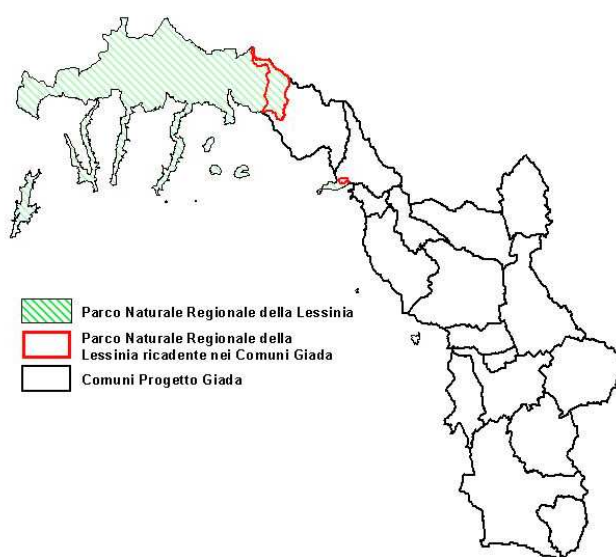 Parco Naturale Regionale della Lessinia
Parco Naturale Regionale della
Lessinia ricadente nei Comuni Giada
Comuni Progetto Giada